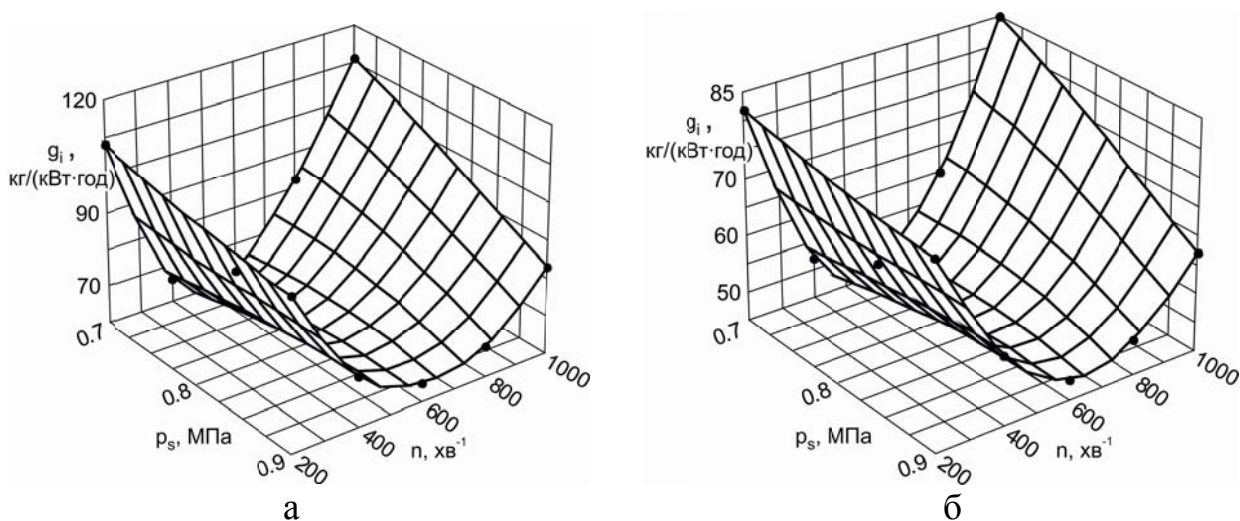 120
gᵢ ,
кг/(кВт·год)
90
70
0.7
0.8
pₛ, МПа
0.9
200
400
n, хв⁻¹
600
800
1000
а
85
gᵢ ,
кг/(кВт·год)
70
60
50
0.7
0.8
pₛ, МПа
0.9
200
400
n, хв⁻¹
600
800
1000
б